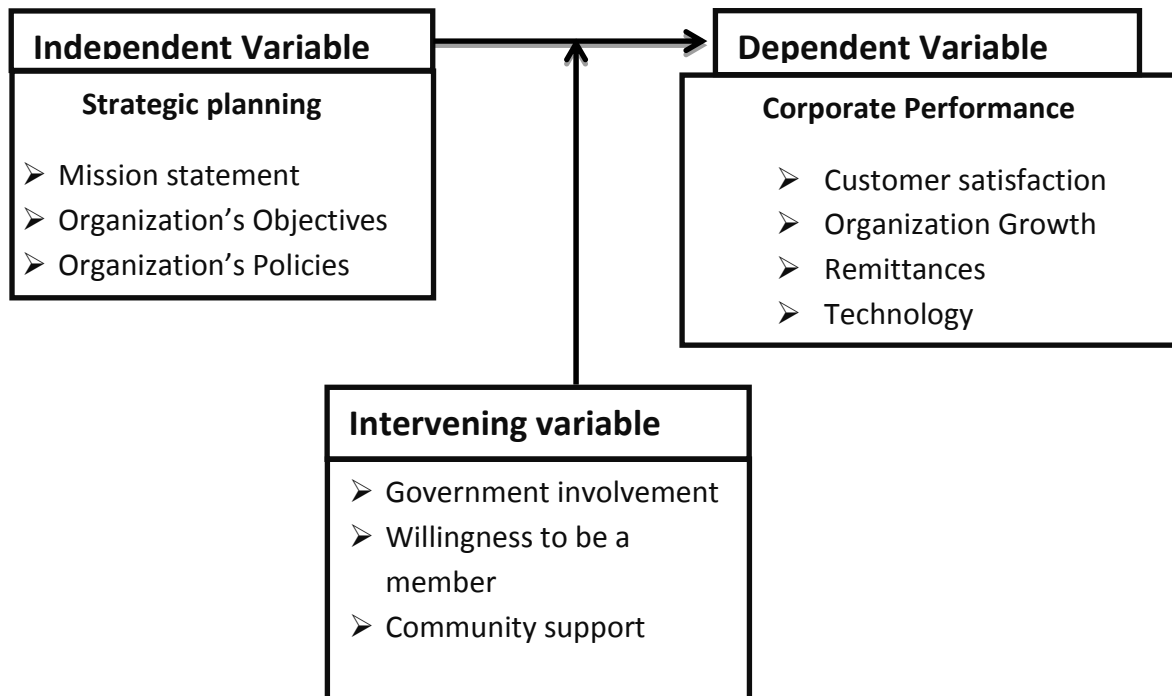 Independent Variable
Strategic planning
➢ Mission statement
➢ Organization’s Objectives
➢ Organization’s Policies
Dependent Variable
Corporate Performance
➢ Customer satisfaction
➢ Organization Growth
➢ Remittances
➢ Technology
Intervening variable
➢ Government involvement
➢ Willingness to be a
member
➢ Community support